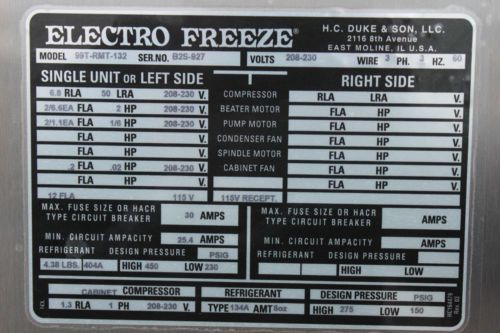 ELECTRO FREEZE®
H.C. DUKE & SON, LLC.
2116 8th Avenue
EAST MOLINE, IL U.S.A.
MODEL 99T-RMT-132 SER.NO. B2S-927 VOLTS 208-230 WIRE 3 PH. 3 HZ. 60
SINGLE UNIT OR LEFT SIDE
RIGHT SIDE
6.8 RLA 50 LRA 208-230 V. COMPRESSOR RLA LRA V.
2/6.6EA FLA 2 HP 208-230 V. BEATER MOTOR FLA HP V.
2/1.1EA FLA 1/6 HP 208-230 V. PUMP MOTOR FLA HP V.
FLA HP V. CONDENSER FAN FLA HP V.
FLA HP V. SPINDLE MOTOR FLA HP V.
.2 FLA .02 HP 208-230 V. CABINET FAN FLA HP V.
FLA HP V. FLA HP V.
12 FLA 115 V 115V RECEPT.
MAX. FUSE SIZE OR HACR
TYPE CIRCUIT BREAKER 30 AMPS
MIN. CIRCUIT AMPACITY 25.4 AMPS
REFRIGERANT DESIGN PRESSURE PSIG
4.38 LBS. 404A HIGH 450 LOW 230
MAX. FUSE SIZE OR HACR
TYPE CIRCUIT BREAKER AMPS
MIN. CIRCUIT AMPACITY AMPS
REFRIGERANT DESIGN PRESSURE
HIGH LOW
CABINET COMPRESSOR REFRIGERANT DESIGN PRESSURE PSIG
1.3 RLA 1 PH 208-230 V. TYPE 134A AMT 8oz HIGH 275 LOW 150